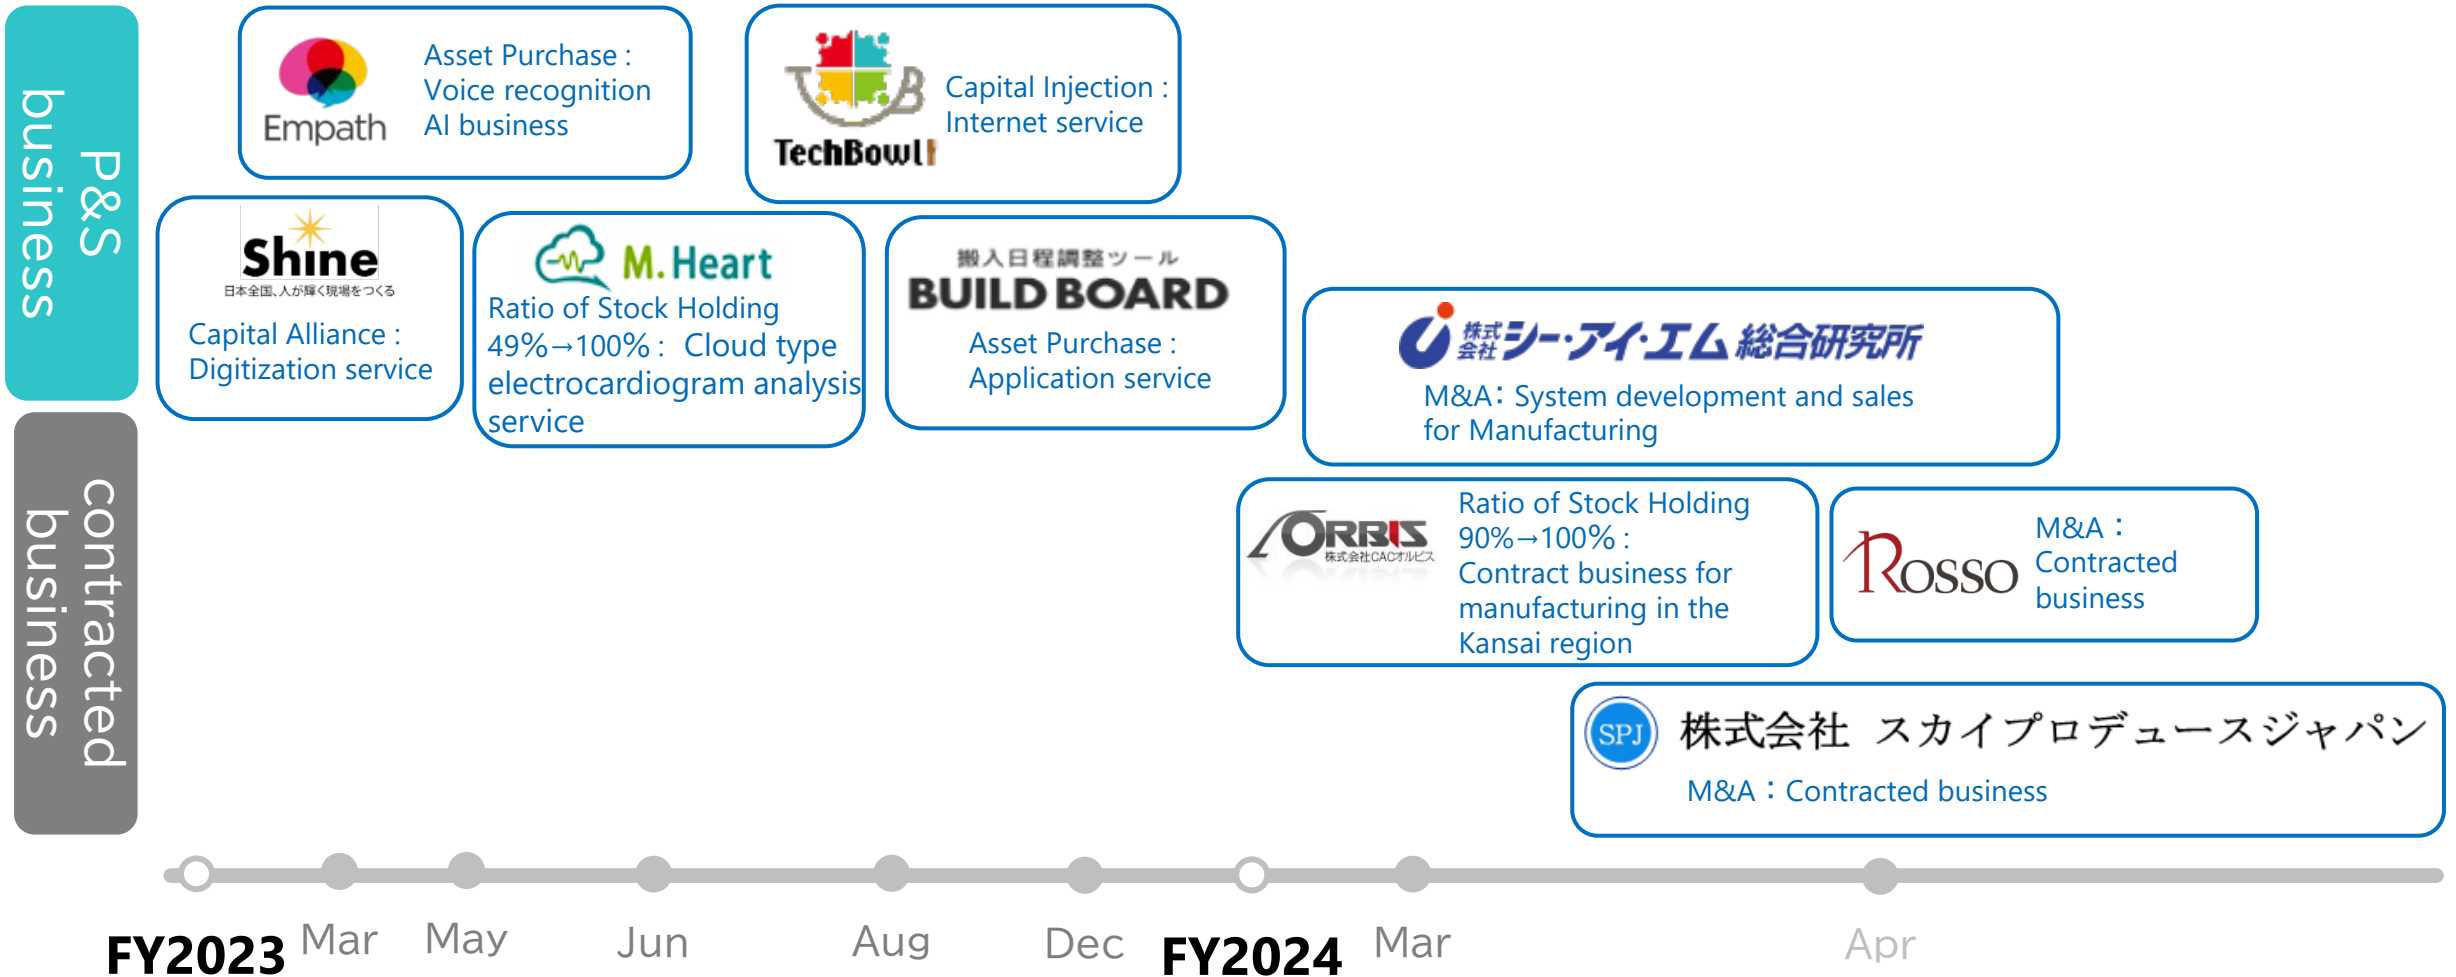 P&S
business
Empath
Asset Purchase :
Voice recognition
AI business
TechBowl
Capital Injection :
Internet service
Shine
日本全国、人が輝く現場をつくる
Capital Alliance :
Digitization service
M.Heart
Ratio of Stock Holding
49%→100% : Cloud type
electrocardiogram analysis
service
搬入日程調整ツール
BUILD BOARD
Asset Purchase :
Application service
株式会社 シー・アイ・エム総合研究所
M&A：System development and sales
for Manufacturing
contracted
business
ORBIS
株式会社CACオルビス
Ratio of Stock Holding
90%→100% :
Contract business for
manufacturing in the
Kansai region
ROSSO
M&A：
Contracted
business
SPJ 株式会社 スカイプロデュースジャパン
M&A：Contracted business
FY2023 Mar May Jun Aug Dec FY2024 Mar Apr